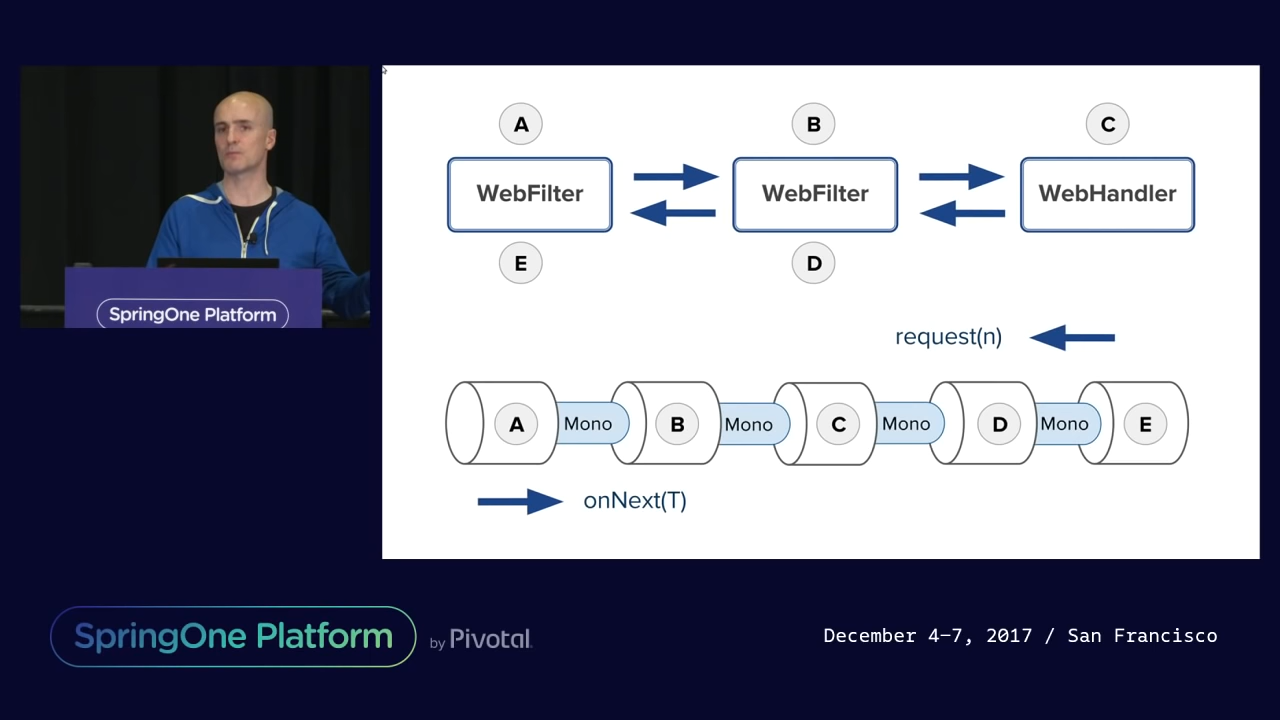 A
B
C
WebFilter
WebFilter
WebHandler
E
D
request(n)
A
Mono
B
Mono
C
Mono
D
Mono
E
onNext(T)
SpringOne Platform
SpringOne Platform
by Pivotal.
December 4–7, 2017 / San Francisco